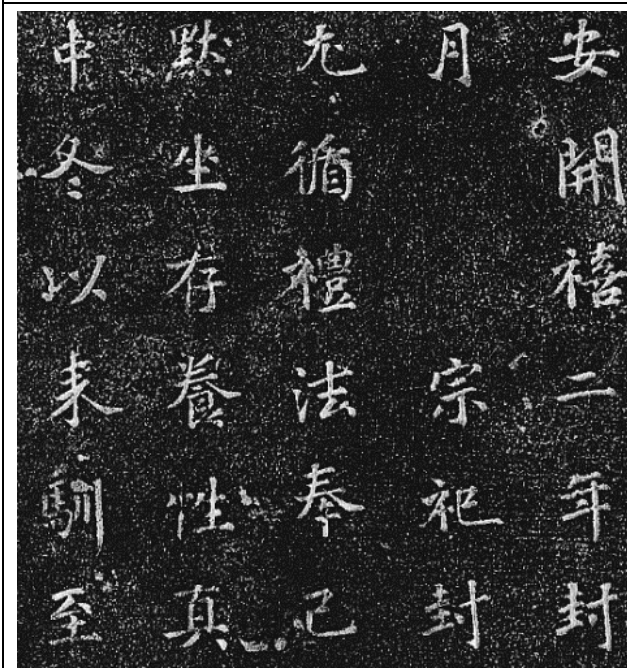 安開禧二年封
月宗祀封
尢循禮法奉己
默坐存養性真
中冬以来馴至